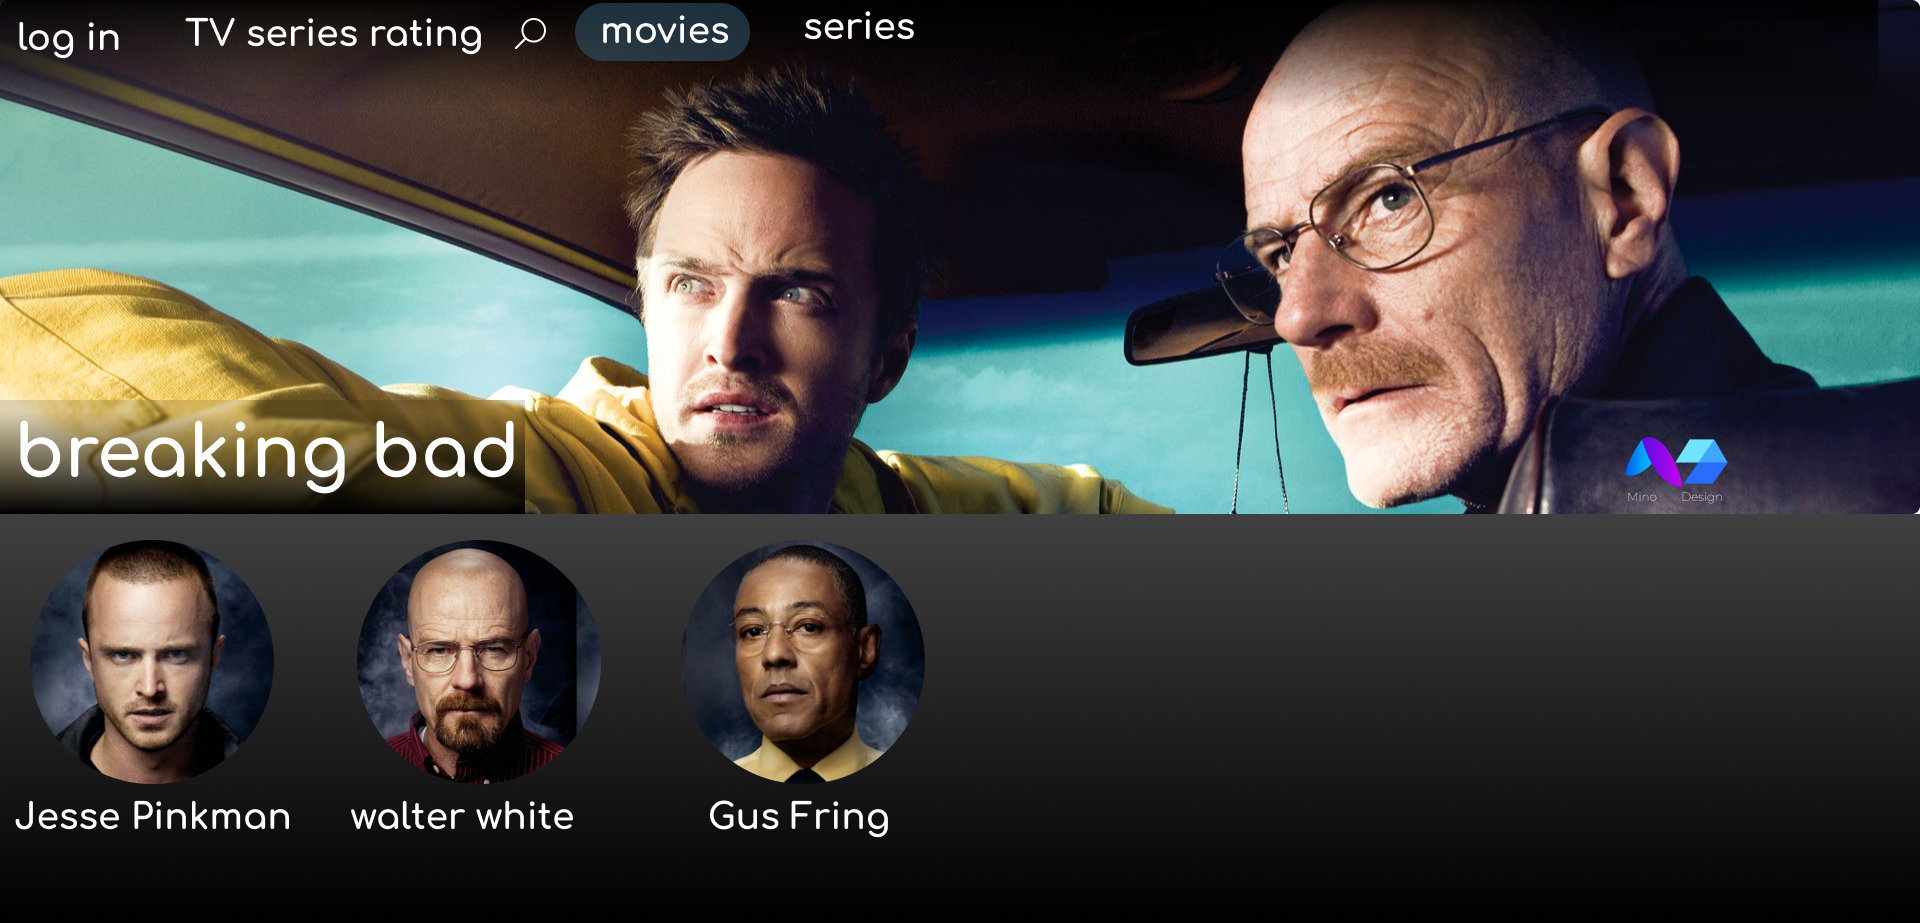 log in
TV series rating
movies
series
breaking bad
Mino Design
Jesse Pinkman
walter white
Gus Fring